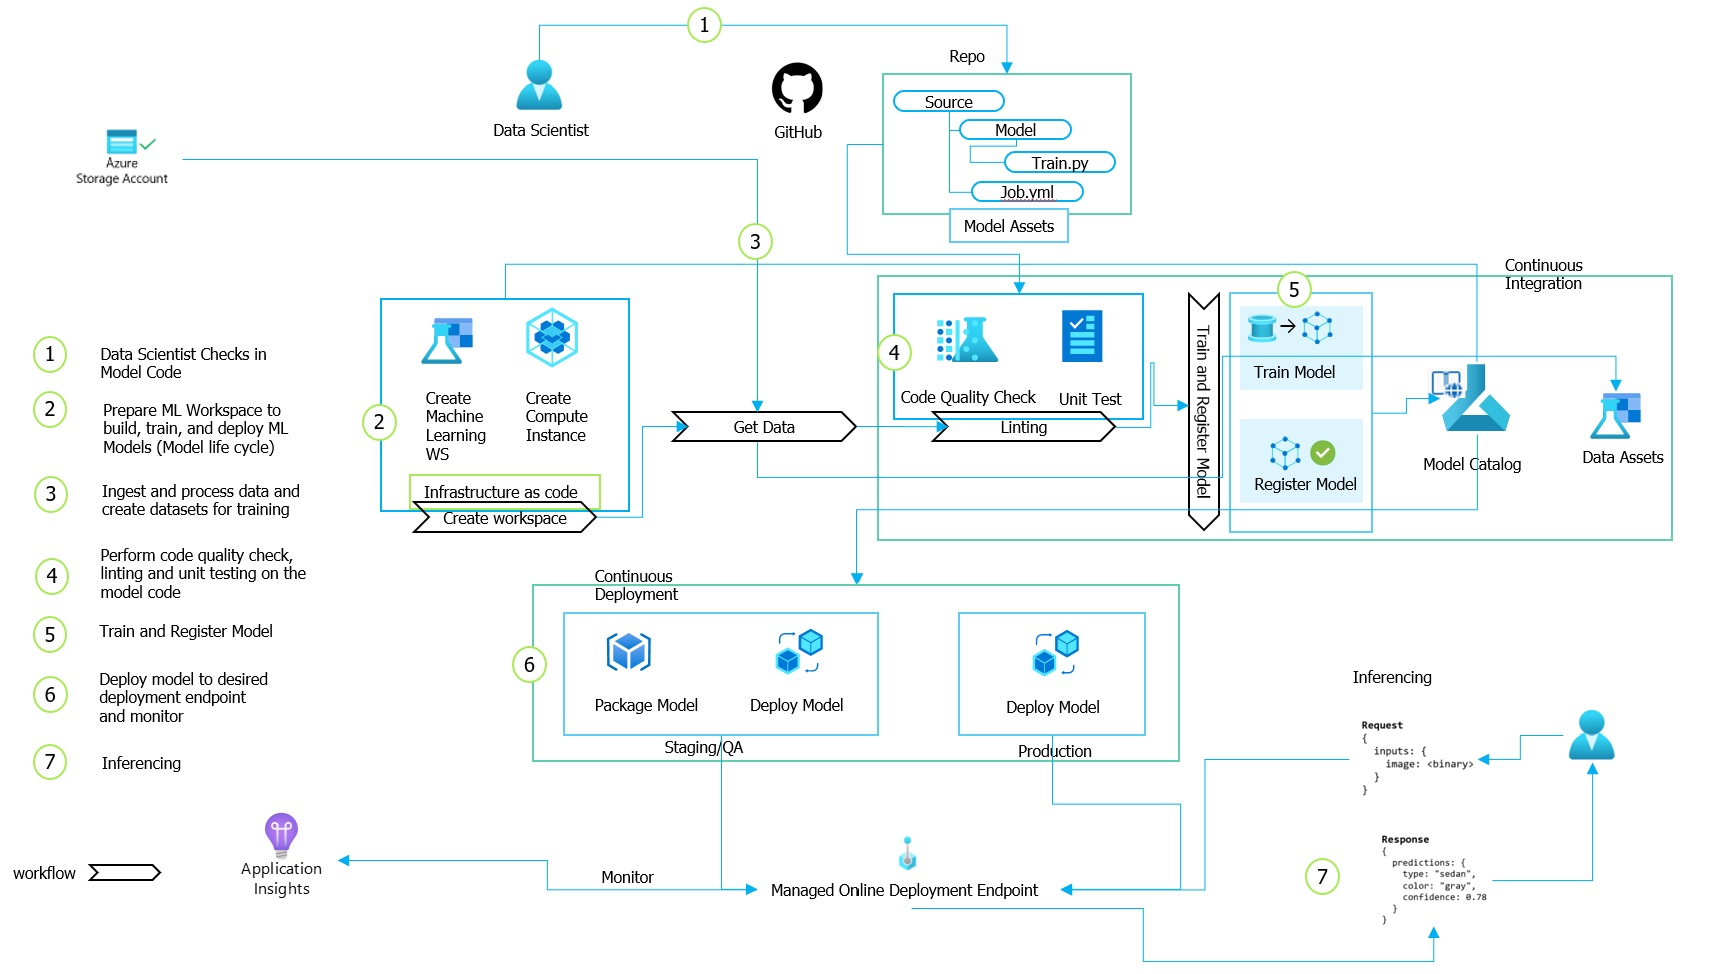 1
Repo
Data Scientist
GitHub
Source
Model
Train.py
Job.yml
Model Assets
Azure
Storage Account
3
Continuous
Integration
2
Create
Machine
Learning
WS
Create
Compute
Instance
Infrastructure as code
Create workspace
Get Data
4
Code Quality Check
Unit Test
Linting
Train and Register Model
5
Train Model
Register Model
Model Catalog
Data Assets
1
Data Scientist Checks in
Model Code
2
Prepare ML Workspace to
build, train, and deploy ML
Models (Model life cycle)
3
Ingest and process data and
create datasets for training
4
Perform code quality check,
linting and unit testing on the
model code
5
Train and Register Model
6
Deploy model to desired
deployment endpoint
and monitor
7
Inferencing
workflow
Continuous
Deployment
6
Package Model
Deploy Model
Staging/QA
Deploy Model
Production
Application
Insights
Monitor
Managed Online Deployment Endpoint
Inferencing
Request
{
inputs: {
image: <binary>
}
}
7
Response
{
predictions: {
type: "sedan",
color: "gray",
confidence: 0.78
}
}